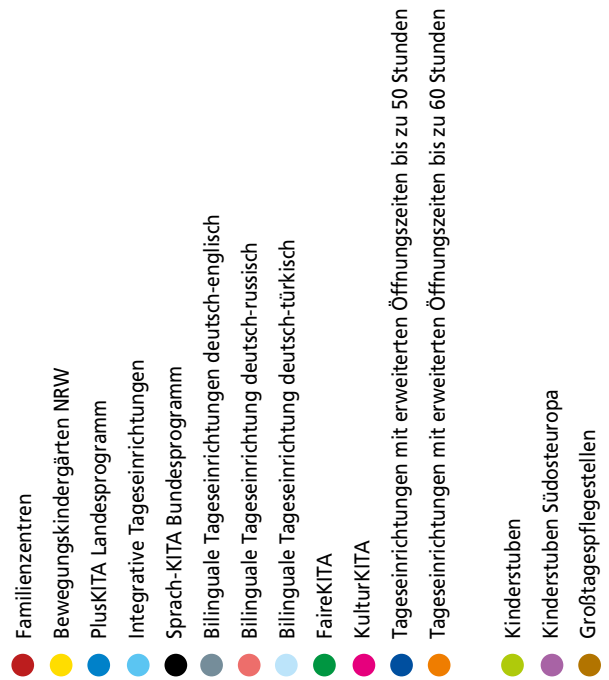 Familienzentren
Bewegungskindergärten NRW
PlusKITA Landesprogramm
Integrative Tageseinrichtungen
Sprach-KITA Bundesprogramm
Bilinguale Tageseinrichtungen deutsch-englisch
Bilinguale Tageseinrichtung deutsch-russisch
Bilinguale Tageseinrichtung deutsch-türkisch
FaireKITA
KulturKITA
Tageseinrichtungen mit erweiterten Öffnungszeiten bis zu 50 Stunden
Tageseinrichtungen mit erweiterten Öffnungszeiten bis zu 60 Stunden
Kinderstuben
Kinderstuben Südosteuropa
Großtagespflegestellen